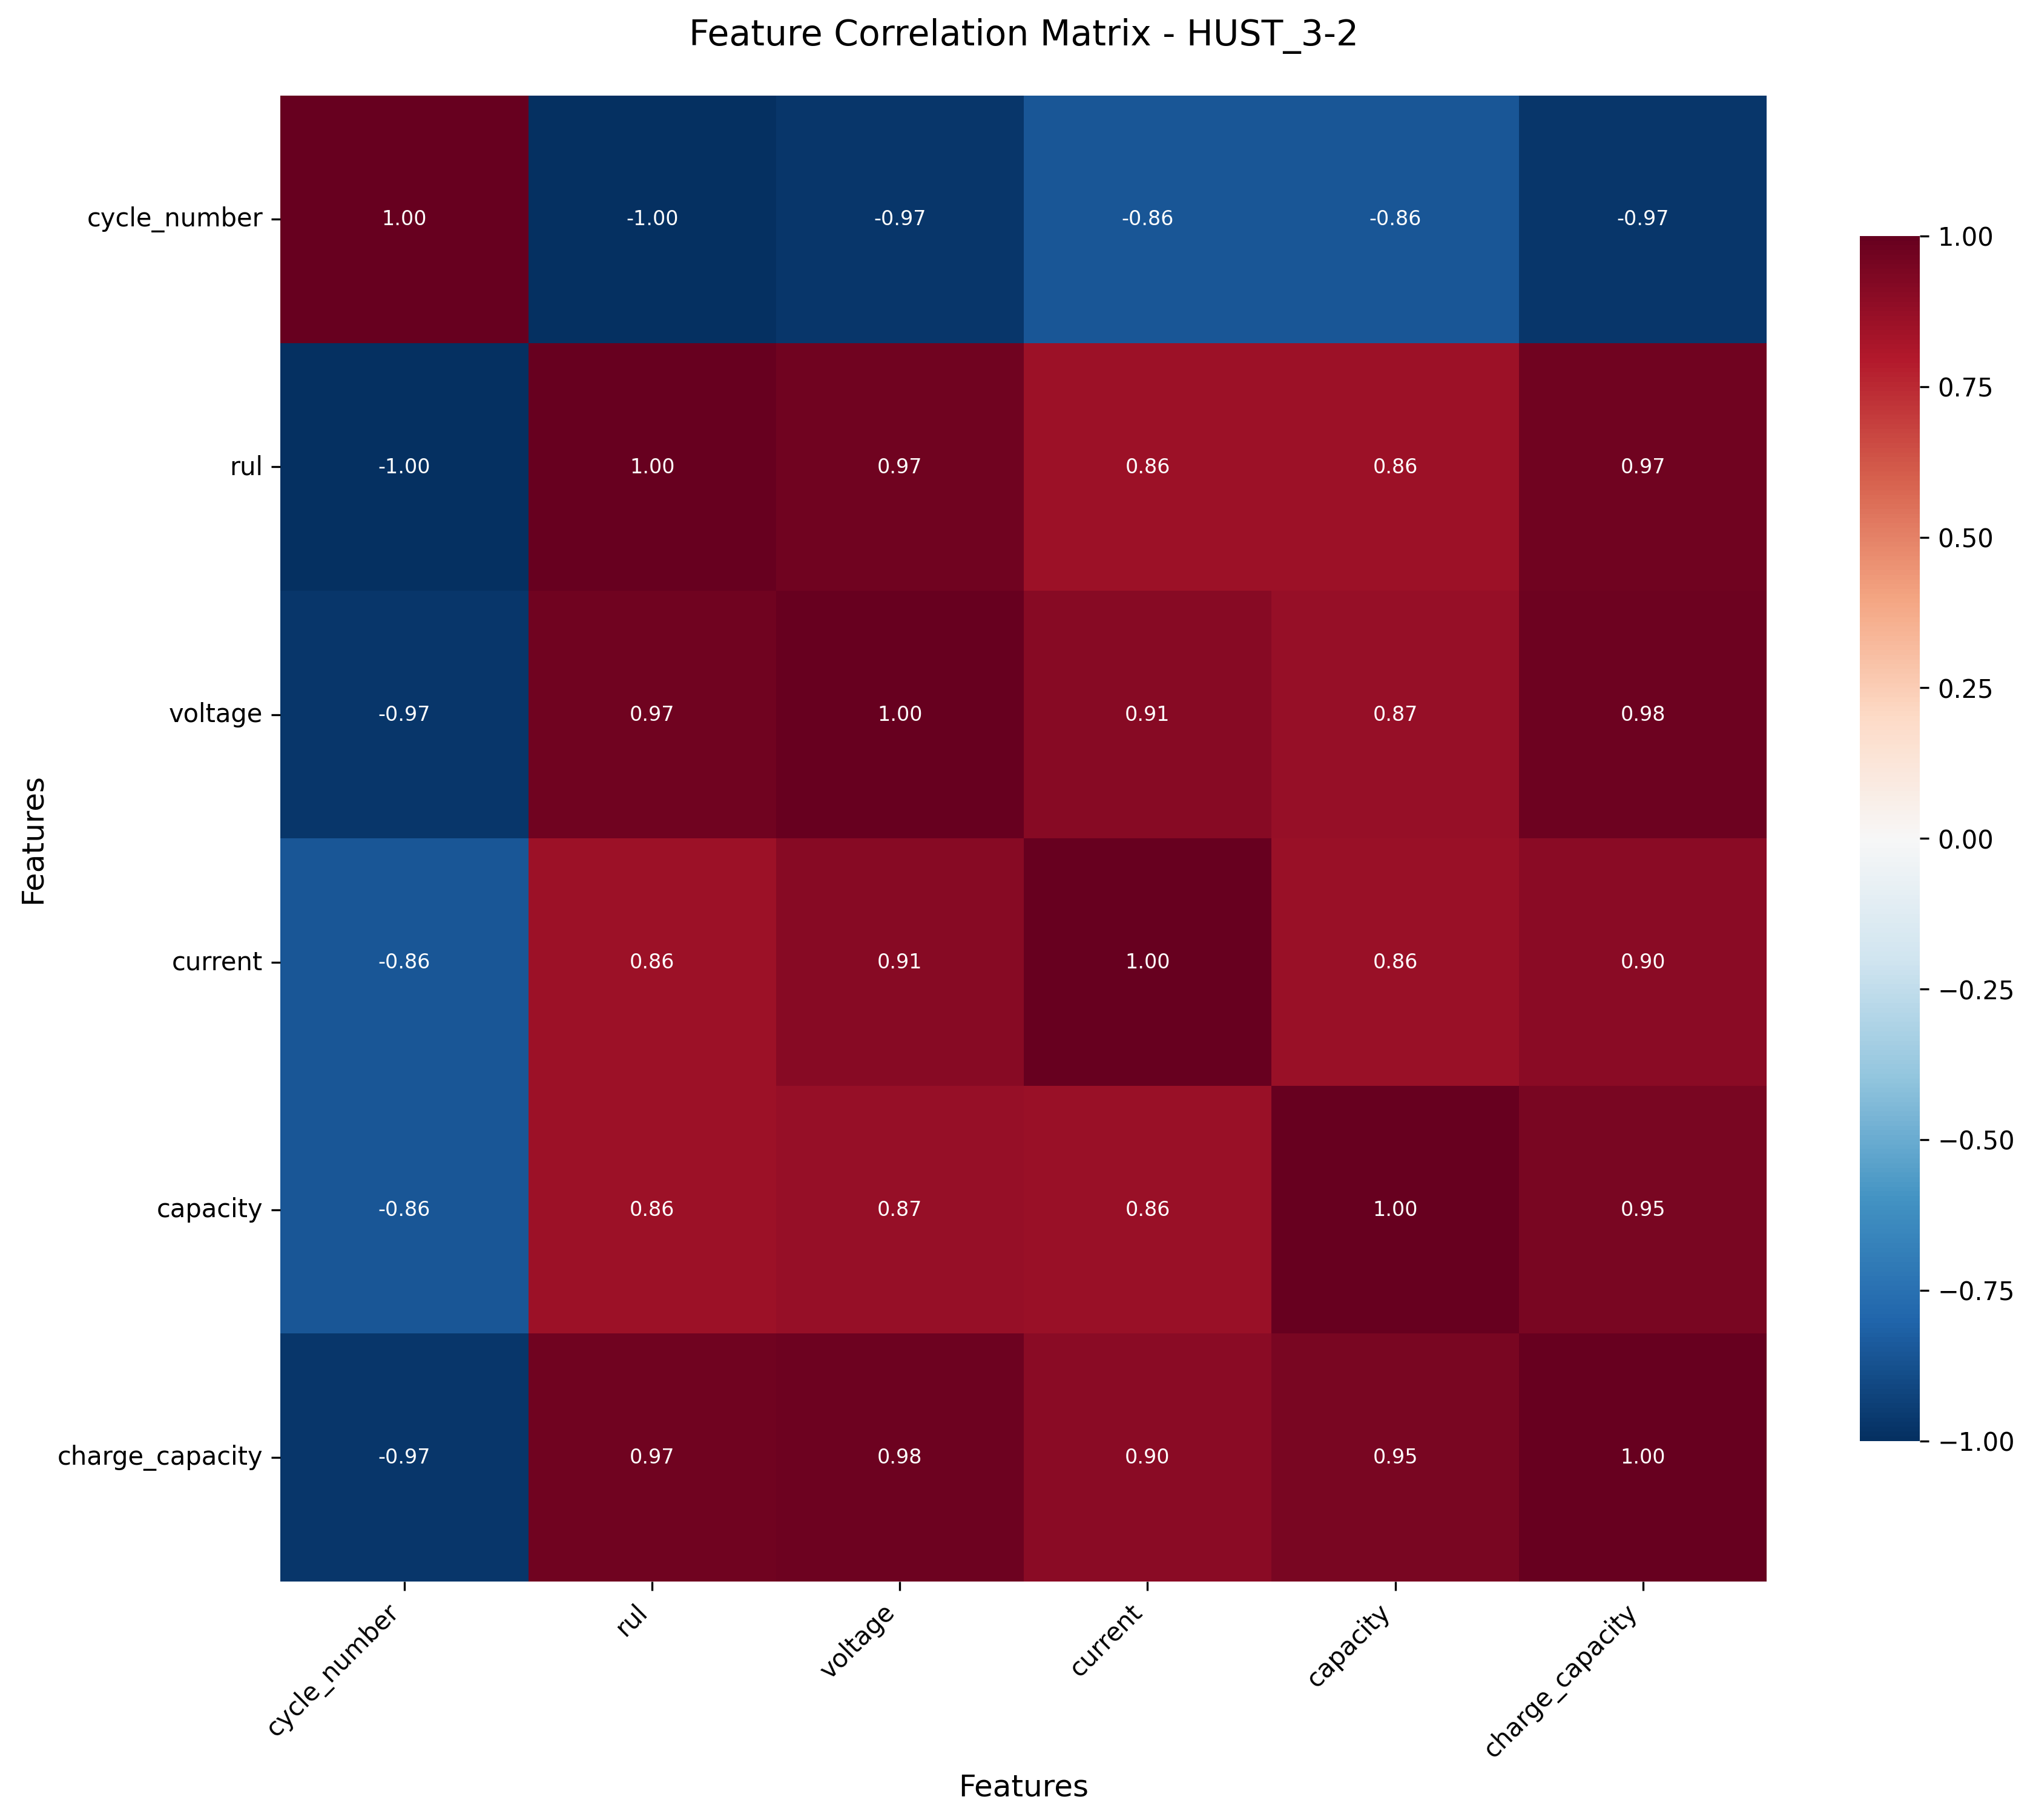 Feature Correlation Matrix - HUST_3-2
cycle_number 1.00 -1.00 -0.97 -0.86 -0.86 -0.97
rul -1.00 1.00 0.97 0.86 0.86 0.97
voltage -0.97 0.97 1.00 0.91 0.87 0.98
current -0.86 0.86 0.91 1.00 0.86 0.90
capacity -0.86 0.86 0.87 0.86 1.00 0.95
charge_capacity -0.97 0.97 0.98 0.90 0.95 1.00
Features
cycle_number rul voltage current capacity charge_capacity
Features
1.00
0.75
0.50
0.25
0.00
−0.25
−0.50
−0.75
−1.00